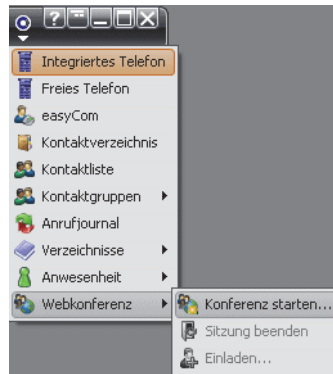 Integriertes Telefon
Freies Telefon
easyCom
Kontaktverzeichnis
Kontaktliste
Kontaktgruppen
Anrufjournal
Verzeichnisse
Anwesenheit
Webkonferenz
Konferenz starten...
Sitzung beenden
Einladen...